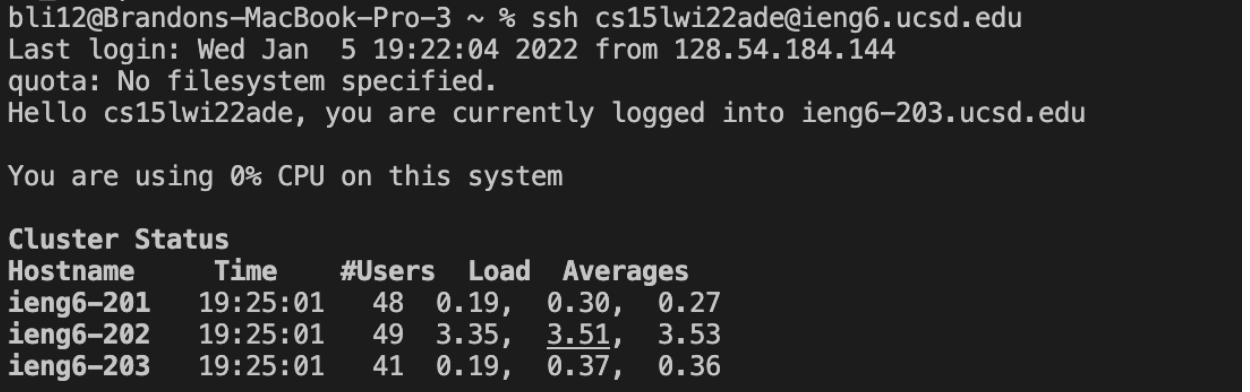 bli12@Brandons-MacBook-Pro-3 ~ % ssh cs15lwi22ade@ieng6.ucsd.edu
Last login: Wed Jan  5 19:22:04 2022 from 128.54.184.144
quota: No filesystem specified.
Hello cs15lwi22ade, you are currently logged into ieng6-203.ucsd.edu
You are using 0% CPU on this system
Cluster Status
Hostname     Time    #Users  Load  Averages
ieng6-201   19:25:01   48  0.19,  0.30,  0.27
ieng6-202   19:25:01   49  3.35,  3.51,  3.53
ieng6-203   19:25:01   41  0.19,  0.37,  0.36